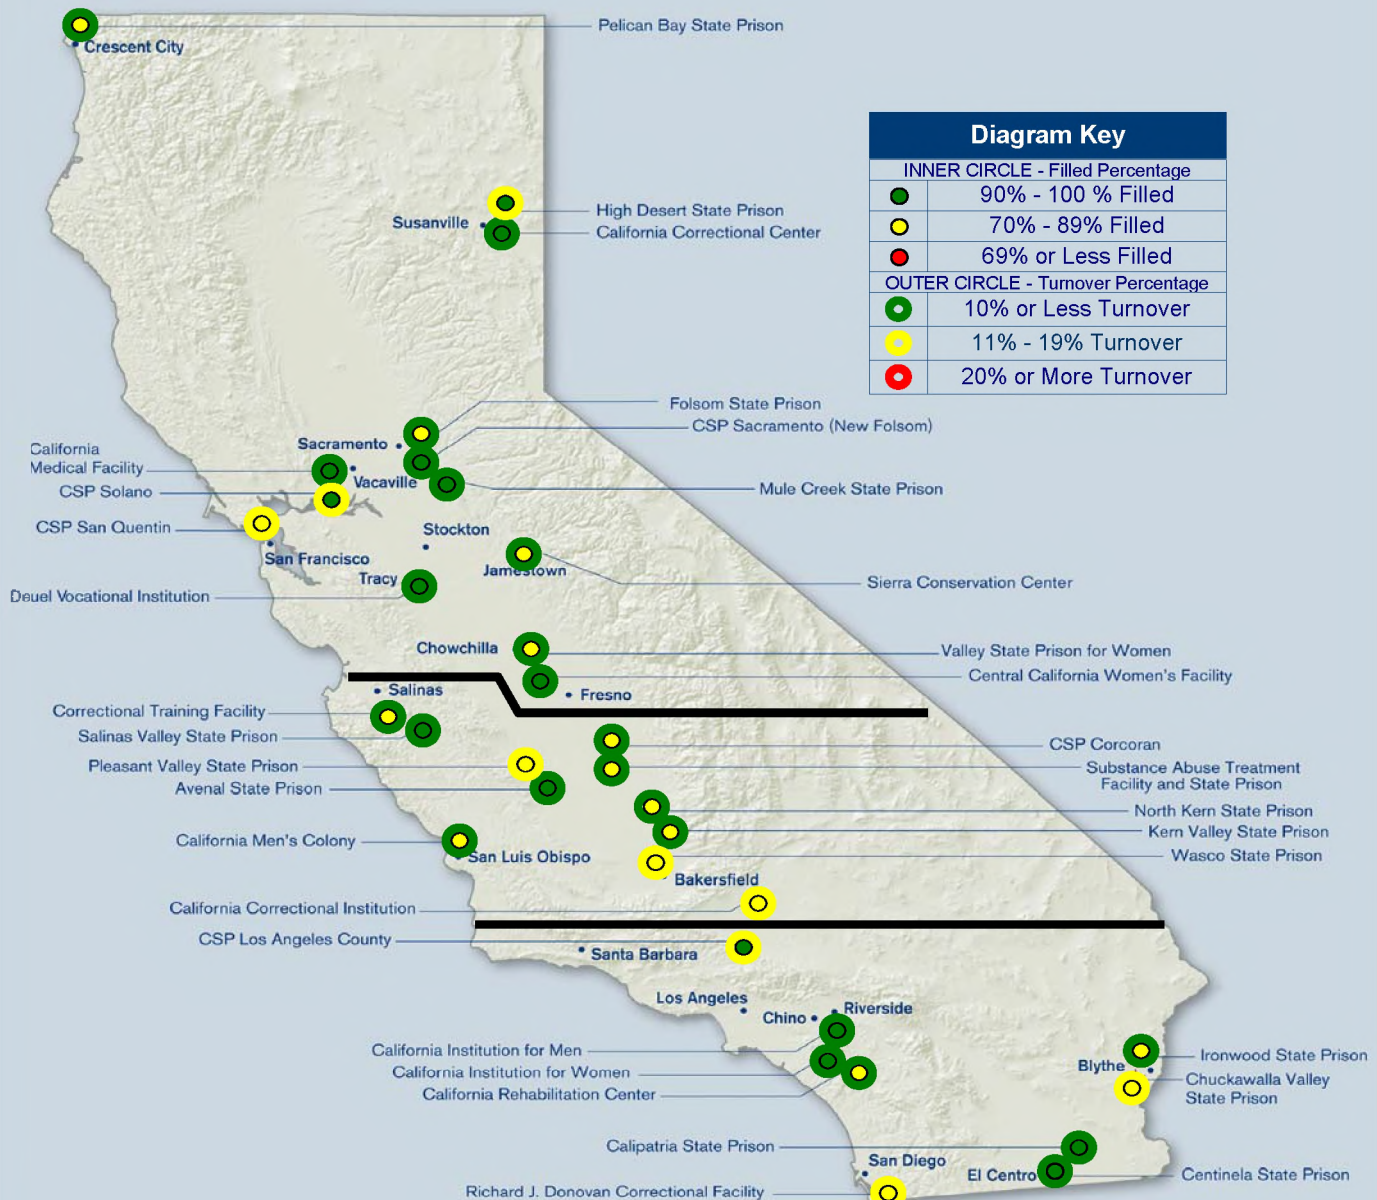 Pelican Bay State Prison
Crescent City
Diagram Key
INNER CIRCLE - Filled Percentage
90% - 100 % Filled
70% - 89% Filled
69% or Less Filled
OUTER CIRCLE - Turnover Percentage
10% or Less Turnover
11% - 19% Turnover
20% or More Turnover
High Desert State Prison
Susanville
California Correctional Center
Folsom State Prison
CSP Sacramento (New Folsom)
Sacramento
California
Medical Facility
Vacaville
CSP Solano
Mule Creek State Prison
CSP San Quentin
Stockton
San Francisco
Jamestown
Tracy
Sierra Conservation Center
Deuel Vocational Institution
Chowchilla
Valley State Prison for Women
Central California Women's Facility
Salinas
Fresno
Correctional Training Facility
Salinas Valley State Prison
CSP Corcoran
Pleasant Valley State Prison
Substance Abuse Treatment
Facility and State Prison
Avenal State Prison
North Kern State Prison
Kern Valley State Prison
California Men's Colony
San Luis Obispo
Wasco State Prison
Bakersfield
California Correctional Institution
CSP Los Angeles County
Santa Barbara
Los Angeles
Riverside
Chino
California Institution for Men
Ironwood State Prison
Blythe
California Institution for Women
Chuckawalla Valley
State Prison
California Rehabilitation Center
Calipatria State Prison
San Diego
El Centro
Centinela State Prison
Richard J. Donovan Correctional Facility